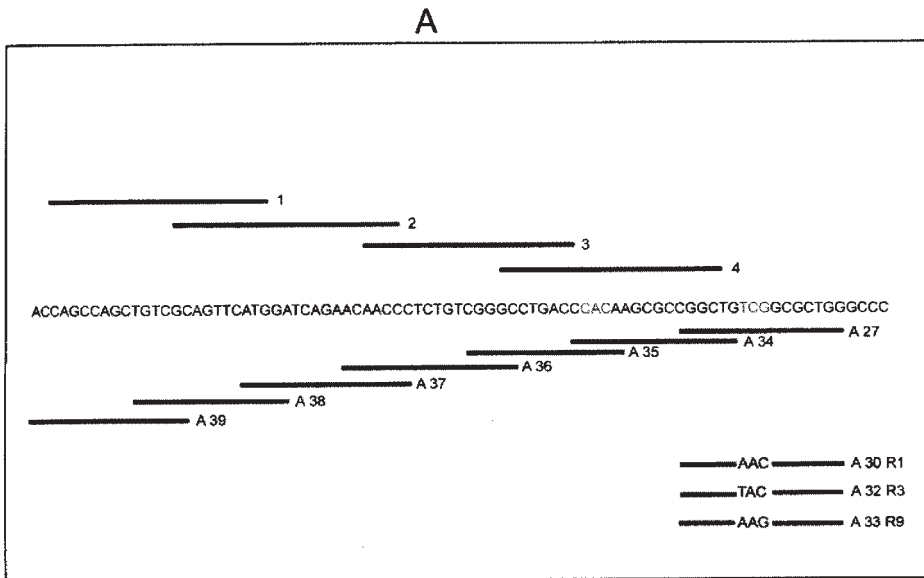 A
1
2
3
4
ACCAGCCAGCTGTCGCAGTTCATGGATCAGAACAACCCTCTGTCGGGCCTGACCCACAAGCGCCGGCTGTCGGCGCTGGGCCC
A 27
A 34
A 35
A 36
A 37
A 38
A 39
AAC A 30 R1
TAC A 32 R3
AAG A 33 R9